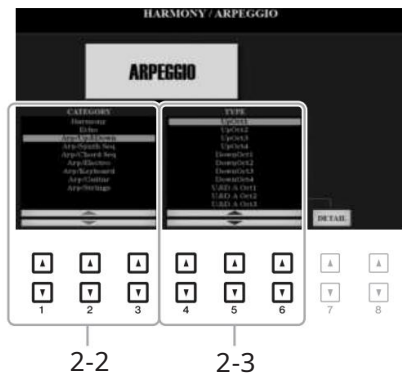 HARMONY / ARPEGGIO
ARPEGGIO
CATEGORY
Harmony
Echo
Arp/Up&Down
Arp/Synth Seq
Arp/Chord Seq
Arp/Electro
Arp/Keyboard
Arp/Guitar
Arp/Strings
TYPE
UpOct1
UpOct2
UpOct3
UpOct4
DownOct1
DownOct2
DownOct3
DownOct4
U&D A Oct1
U&D A Oct2
U&D A Oct3
DETAIL
1 2 3 4 5 6 7 8
2-2 2-3